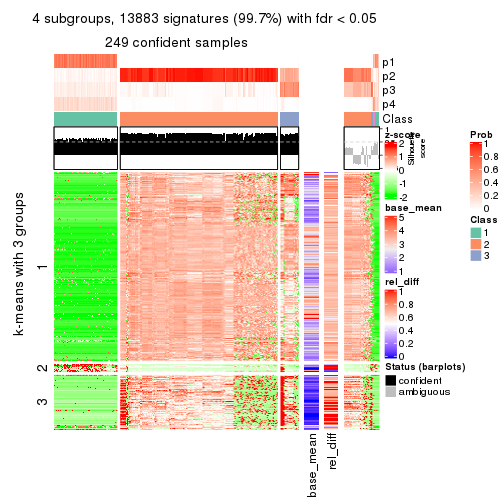 4 subgroups, 13883 signatures (99.7%) with fdr < 0.05
249 confident samples
p1
p2
p3
p4
Class
1
Silhouette
score
z-score
2
1
0
-1
-2
base_mean
5
4
3
2
1
rel_diff
1
0.8
0.6
0.4
0.2
0
Status (barplots)
confident
ambiguous
Prob
1
0.8
0.6
0.4
0.2
0
Class
1
2
3
k-means with 3 groups
1
2
3
base_mean
rel_diff